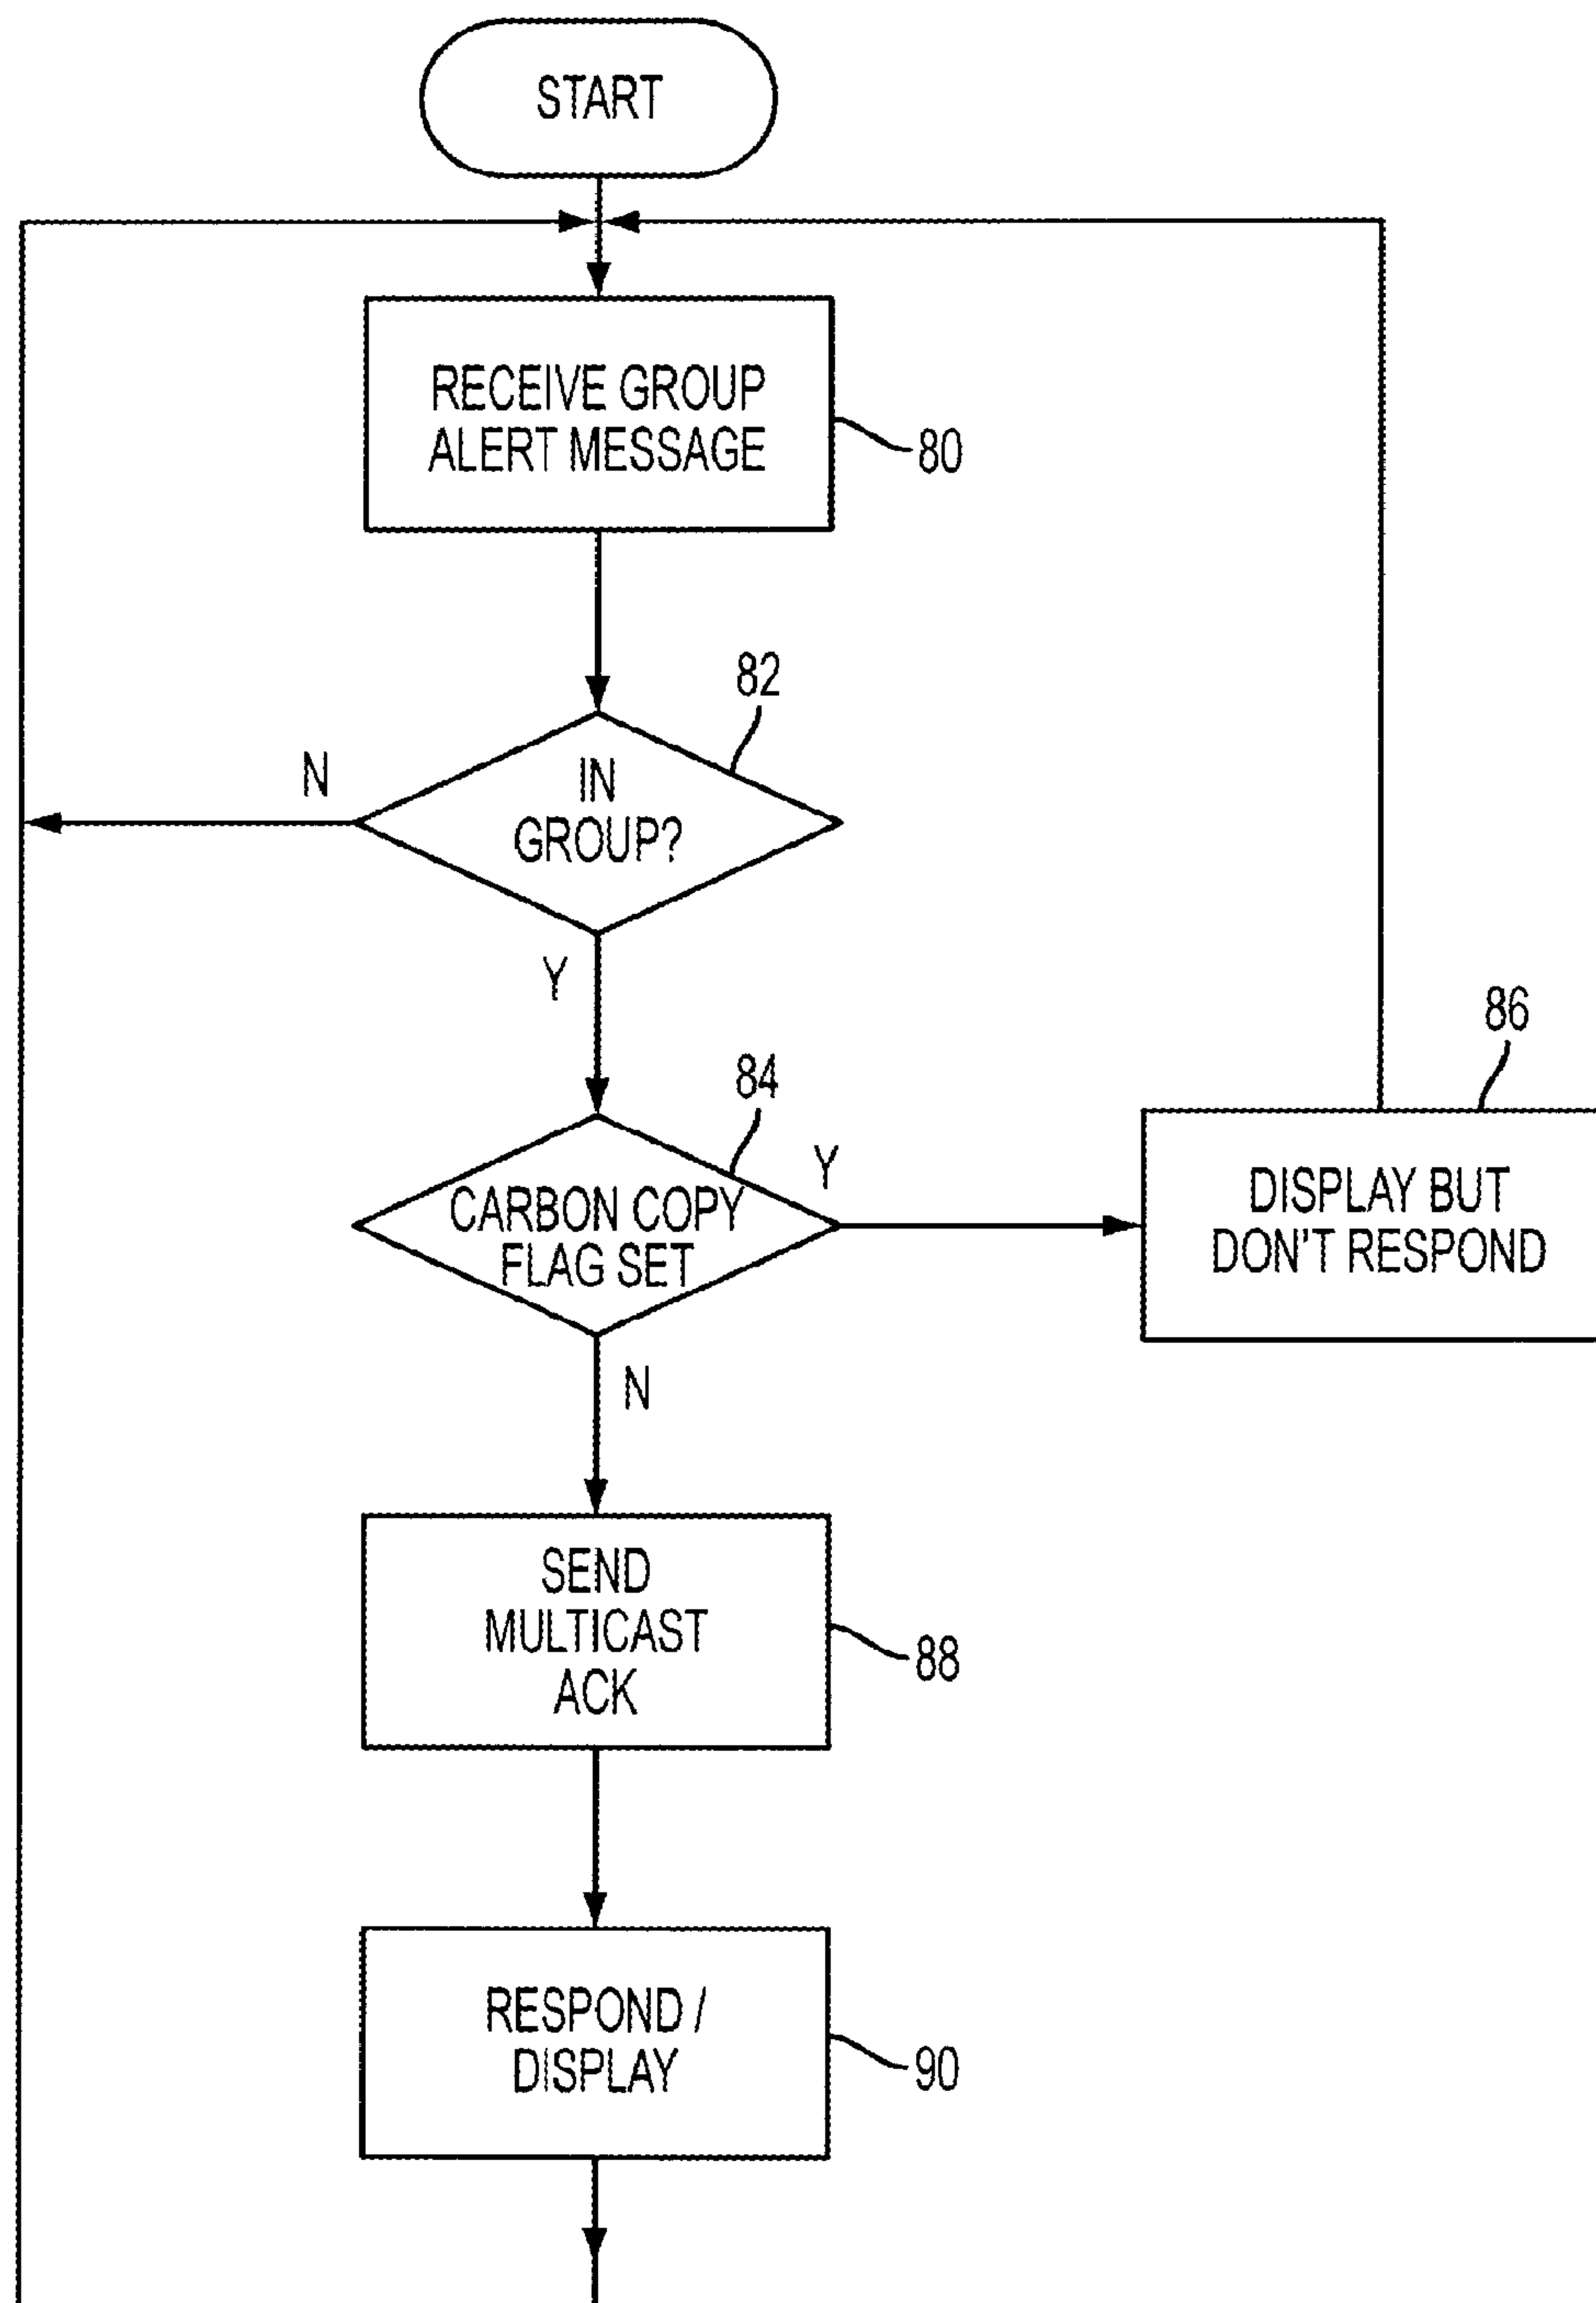 START
RECEIVE GROUP
ALERT MESSAGE
80
82
N
IN
GROUP?
Y
84
Y
86
CARBON COPY
FLAG SET
DISPLAY BUT
DON'T RESPOND
N
SEND
MULTICAST
ACK
88
RESPOND /
DISPLAY
90